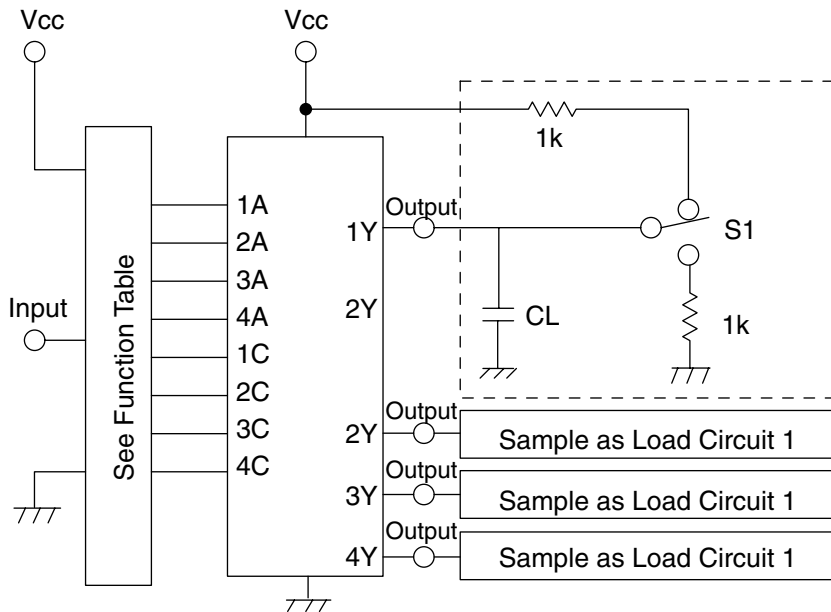 Vcc
Vcc
1k
Output
1A
1Y
S1
2A
3A
2Y
Input
4A
CL
1k
1C
See Function Table
2C
Output
3C
2Y
Sample as Load Circuit 1
4C
Output
3Y
Sample as Load Circuit 1
Output
4Y
Sample as Load Circuit 1